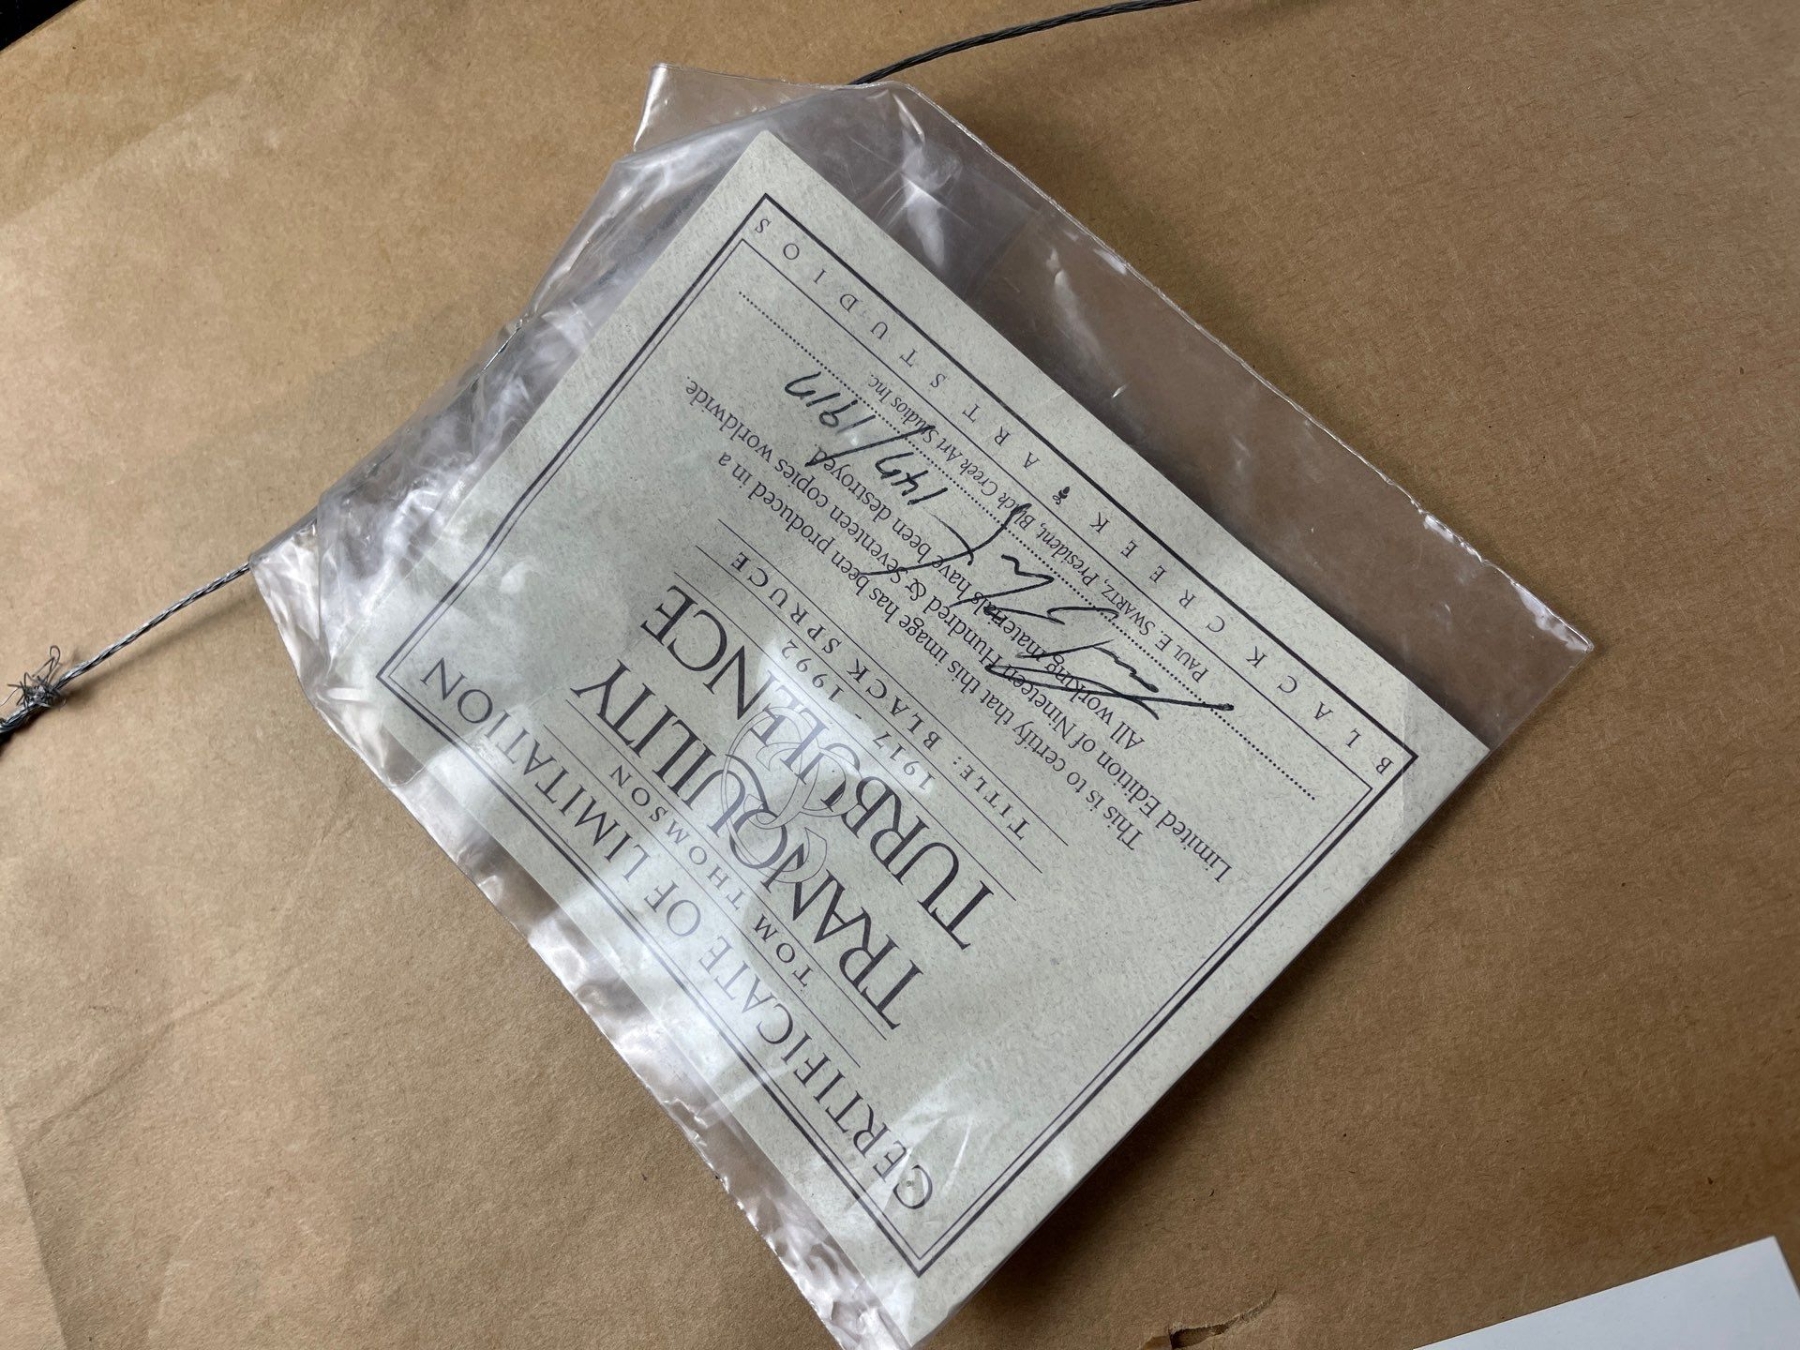 CERTIFICATE OF LIMITATION
TOM THOMSON
TRANQUILITY
TURBULENCE
1917 - 1992
TITLE: BLACK SPRUCE
This is to certify that this image has been produced in a
Limited Edition of Nineteen Hundred & Seventeen copies worldwide.
All working materials have been destroyed.
147/1917
PAUL E. SWARTZ, President, Black Creek Art Studios Inc.
BLACK CREEK ART STUDIOS